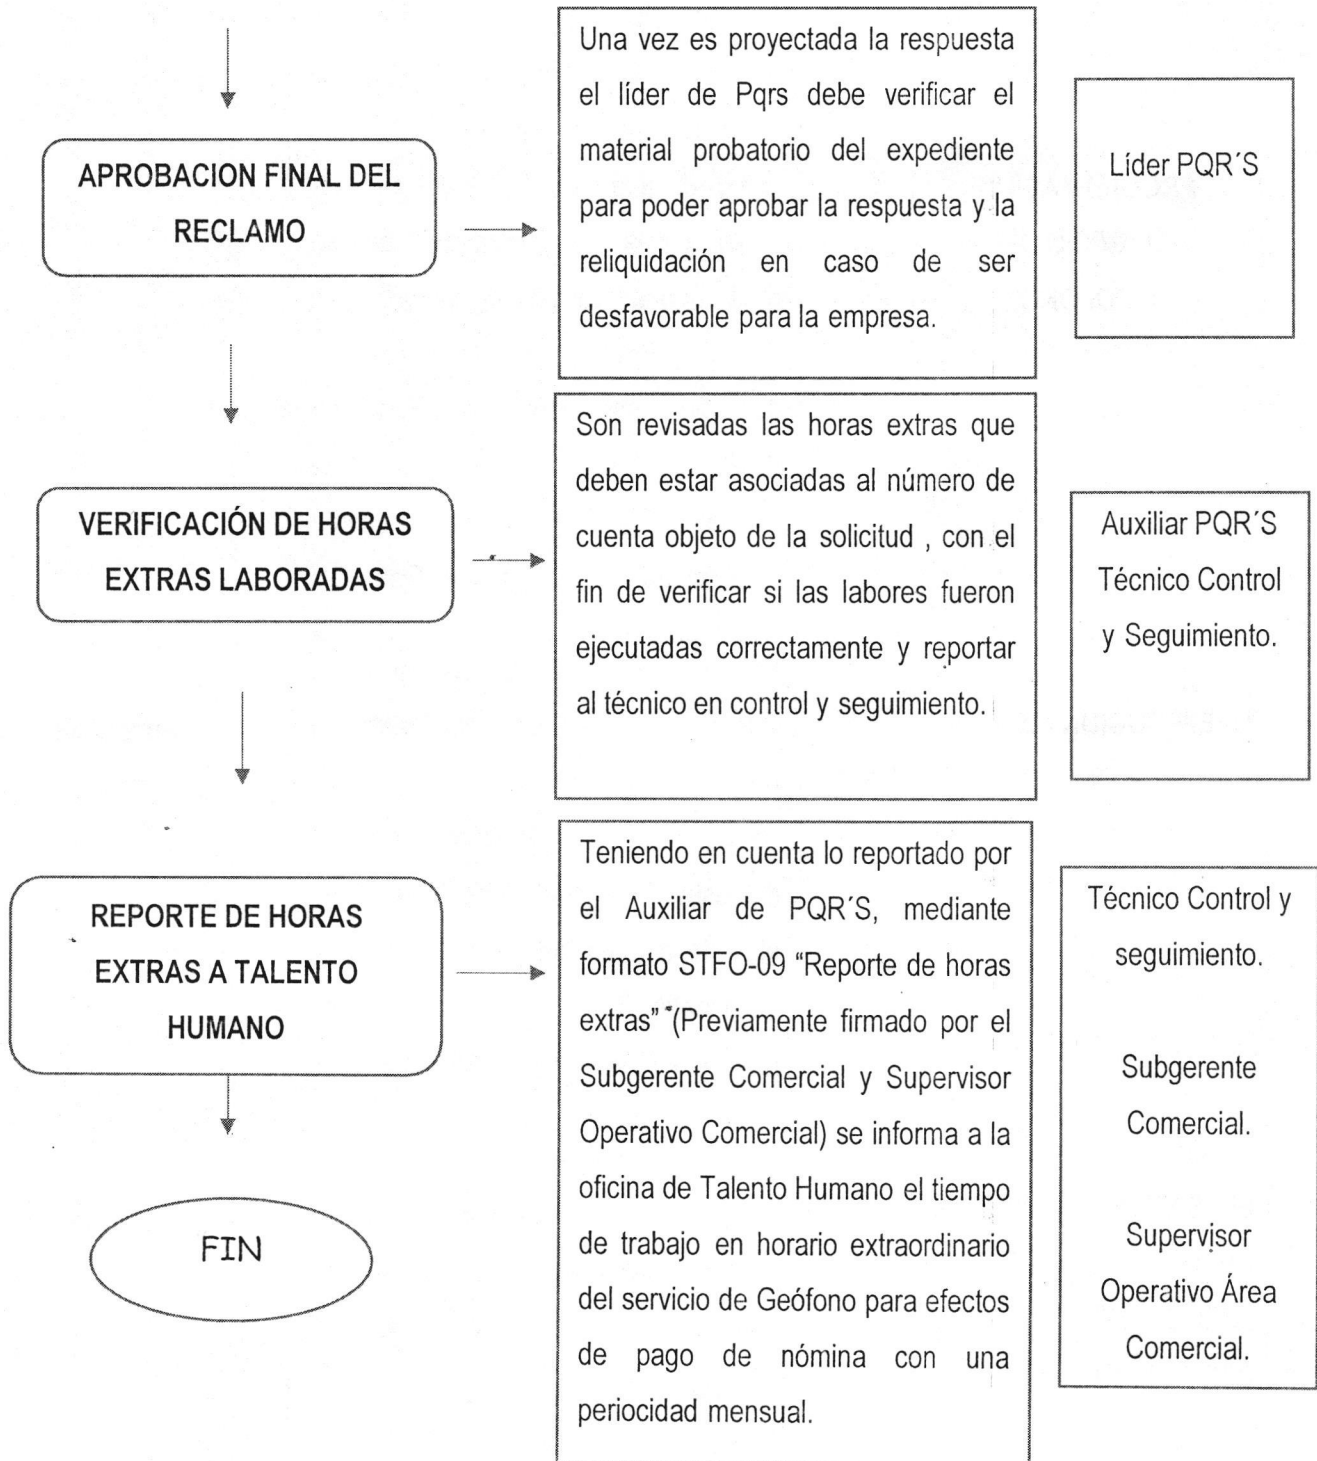 APROBACION FINAL DEL
RECLAMO
Una vez es proyectada la respuesta
el líder de Pqrs debe verificar el
material probatorio del expediente
para poder aprobar la respuesta y la
reliquidación en caso de ser
desfavorable para la empresa.
Líder PQR´S
VERIFICACIÓN DE HORAS
EXTRAS LABORADAS
Son revisadas las horas extras que
deben estar asociadas al número de
cuenta objeto de la solicitud , con el
fin de verificar si las labores fueron
ejecutadas correctamente y reportar
al técnico en control y seguimiento.
Auxiliar PQR´S
Técnico Control
y Seguimiento.
REPORTE DE HORAS
EXTRAS A TALENTO
HUMANO
Teniendo en cuenta lo reportado por
el Auxiliar de PQR´S, mediante
formato STFO-09 “Reporte de horas
extras” (Previamente firmado por el
Subgerente Comercial y Supervisor
Operativo Comercial) se informa a la
oficina de Talento Humano el tiempo
de trabajo en horario extraordinario
del servicio de Geófono para efectos
de pago de nómina con una
periocidad mensual.
Técnico Control y
seguimiento.
Subgerente
Comercial.
Supervisor
Operativo Área
Comercial.
FIN